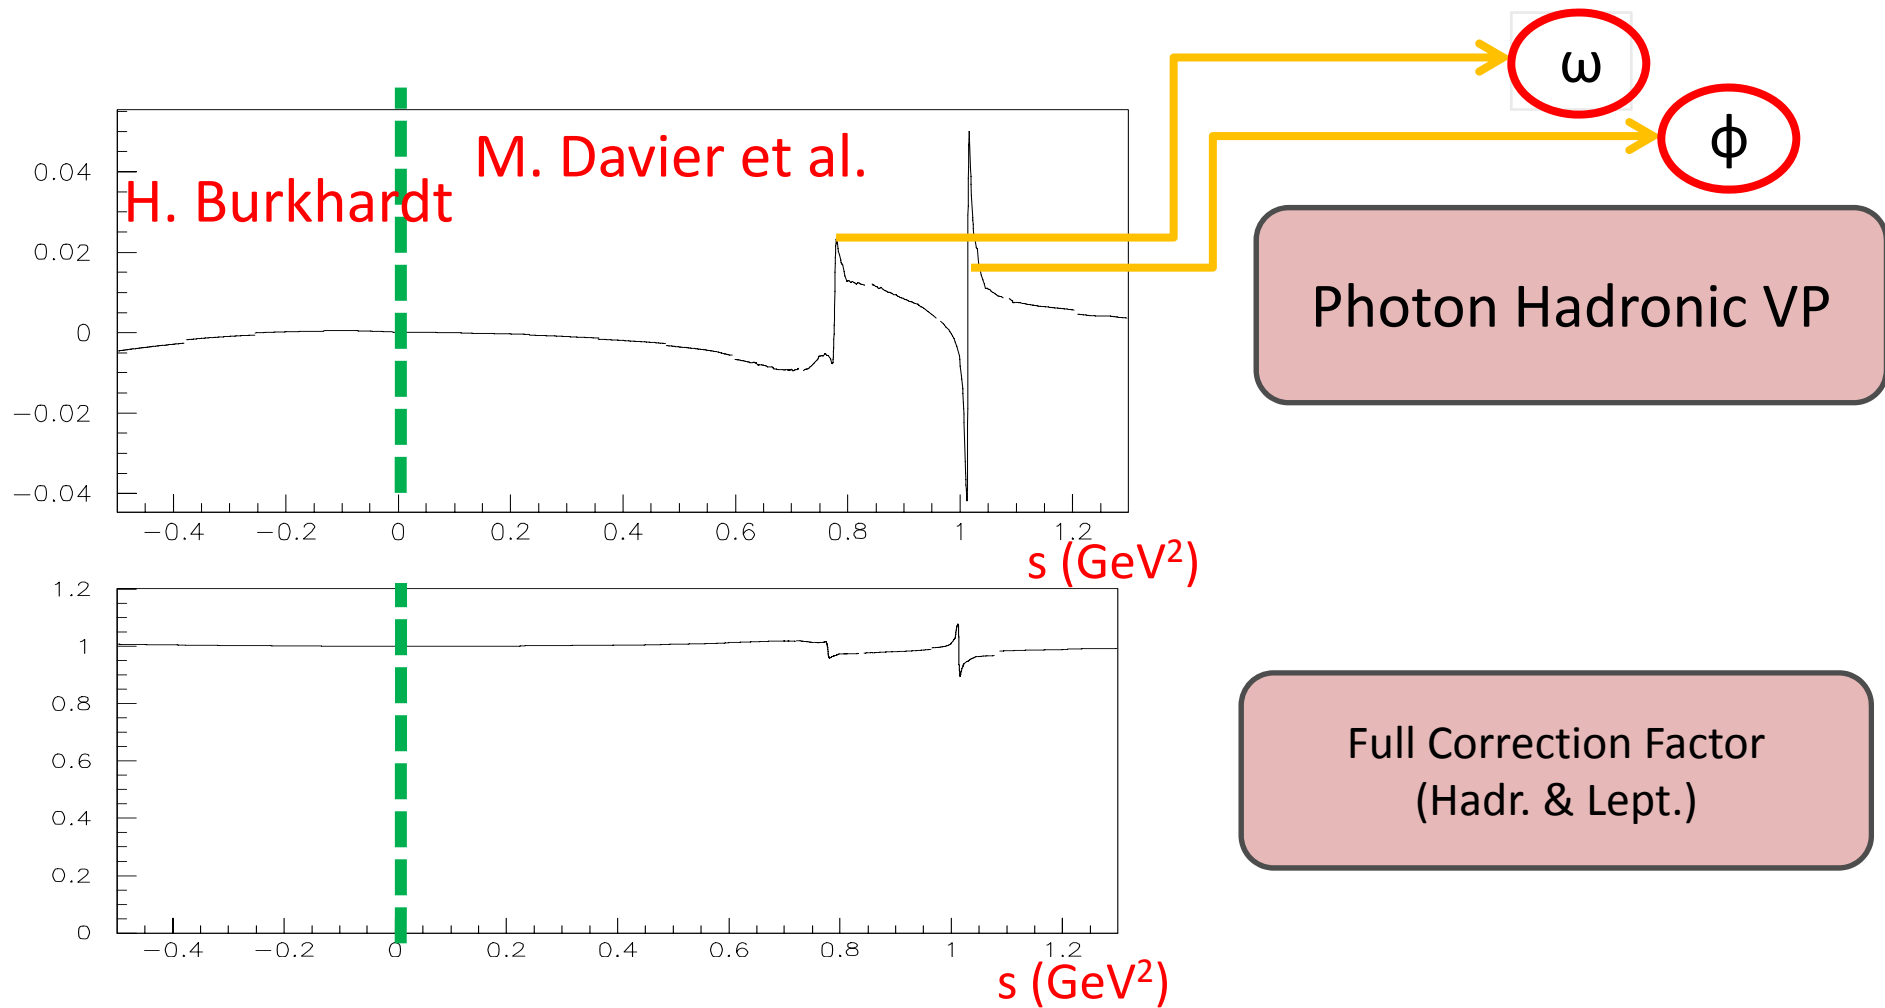 ω
ϕ
M. Davier et al.
H. Burkhardt
0.04
0.02
0
−0.02
−0.04
−0.4 −0.2 0 0.2 0.4 0.6 0.8 1 1.2
s (GeV²)
Photon Hadronic VP
1.2
1
0.8
0.6
0.4
0.2
0
−0.4 −0.2 0 0.2 0.4 0.6 0.8 1 1.2
s (GeV²)
Full Correction Factor
(Hadr. & Lept.)